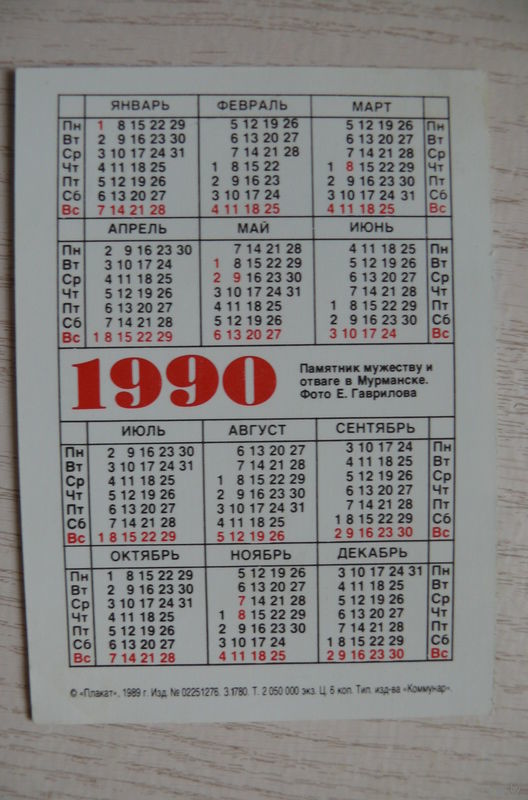 ЯНВАРЬ ФЕВРАЛЬ МАРТ
Пн 1 8 15 22 29 5 12 19 26 5 12 19 26 Пн
Вт 2 9 16 23 30 6 13 20 27 6 13 20 27 Вт
Ср 3 10 17 24 31 7 14 21 28 7 14 21 28 Ср
Чт 4 11 18 25 1 8 15 22 1 8 15 22 29 Чт
Пт 5 12 19 26 2 9 16 23 2 9 16 23 30 Пт
Сб 6 13 20 27 3 10 17 24 3 10 17 24 31 Сб
Вс 7 14 21 28 4 11 18 25 4 11 18 25 Вс
АПРЕЛЬ МАЙ ИЮНЬ
Пн 2 9 16 23 30 7 14 21 28 4 11 18 25 Пн
Вт 3 10 17 24 1 8 15 22 29 5 12 19 26 Вт
Ср 4 11 18 25 2 9 16 23 30 6 13 20 27 Ср
Чт 5 12 19 26 3 10 17 24 31 7 14 21 28 Чт
Пт 6 13 20 27 4 11 18 25 1 8 15 22 29 Пт
Сб 7 14 21 28 5 12 19 26 2 9 16 23 30 Сб
Вс 1 8 15 22 29 6 13 20 27 3 10 17 24 Вс
1990
Памятник мужеству и
отваге в Мурманске.
Фото Е. Гаврилова
ИЮЛЬ АВГУСТ СЕНТЯБРЬ
Пн 2 9 16 23 30 6 13 20 27 3 10 17 24 Пн
Вт 3 10 17 24 31 7 14 21 28 4 11 18 25 Вт
Ср 4 11 18 25 1 8 15 22 29 5 12 19 26 Ср
Чт 5 12 19 26 2 9 16 23 30 6 13 20 27 Чт
Пт 6 13 20 27 3 10 17 24 31 7 14 21 28 Пт
Сб 7 14 21 28 4 11 18 25 1 8 15 22 29 Сб
Вс 1 8 15 22 29 5 12 19 26 2 9 16 23 30 Вс
ОКТЯБРЬ НОЯБРЬ ДЕКАБРЬ
Пн 1 8 15 22 29 5 12 19 26 3 10 17 24 31 Пн
Вт 2 9 16 23 30 6 13 20 27 4 11 18 25 Вт
Ср 3 10 17 24 31 7 14 21 28 5 12 19 26 Ср
Чт 4 11 18 25 1 8 15 22 29 6 13 20 27 Чт
Пт 5 12 19 26 2 9 16 23 30 7 14 21 28 Пт
Сб 6 13 20 27 3 10 17 24 1 8 15 22 29 Сб
Вс 7 14 21 28 4 11 18 25 2 9 16 23 30 Вс
© «Плакат», 1989 г. Изд. № 02251276. З.1780. Т. 2 050 000 экз. Ц. 6 коп. Тип. изд-ва «Коммунар».